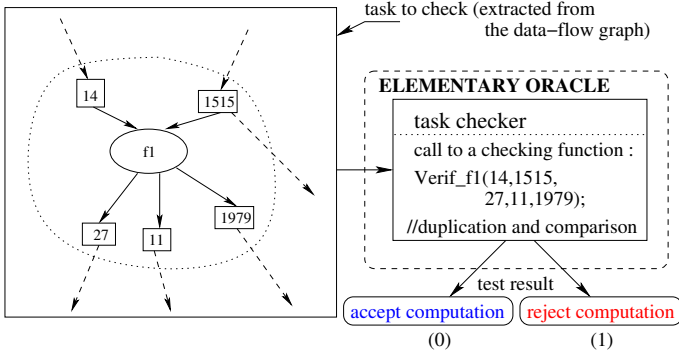 task to check (extracted from
the data−flow graph)
14
1515
f1
27
11
1979
ELEMENTARY ORACLE
task checker
call to a checking function :
Verif_f1(14,1515,
27,11,1979);
//duplication and comparison
test result
accept computation
reject computation
(0)
(1)